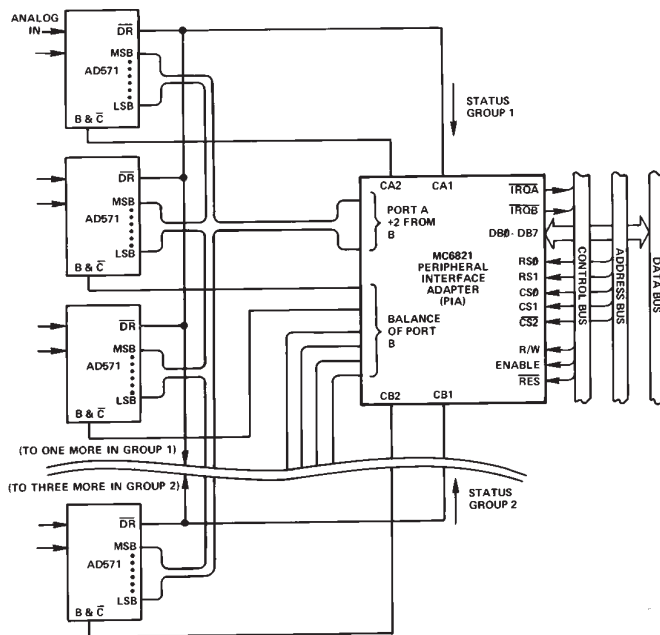 ANALOG
IN
DR
MSB
AD571
LSB
B & C
STATUS
GROUP 1
DR
MSB
AD571
LSB
B & C
CA2
CA1
PORT A
+2 FROM
B
MC6821
PERIPHERAL
INTERFACE
ADAPTER
(PIA)
BALANCE
OF PORT
B
IRQA
IRQB
DB0-DB7
RS0
RS1
CS0
CS1
CS2
R/W
ENABLE
RES
CB2
CB1
CONTROL BUS
ADDRESS BUS
DATA BUS
DR
MSB
AD571
LSB
B & C
(TO ONE MORE IN GROUP 1)
(TO THREE MORE IN GROUP 2)
STATUS
GROUP 2
DR
MSB
AD571
LSB
B & C